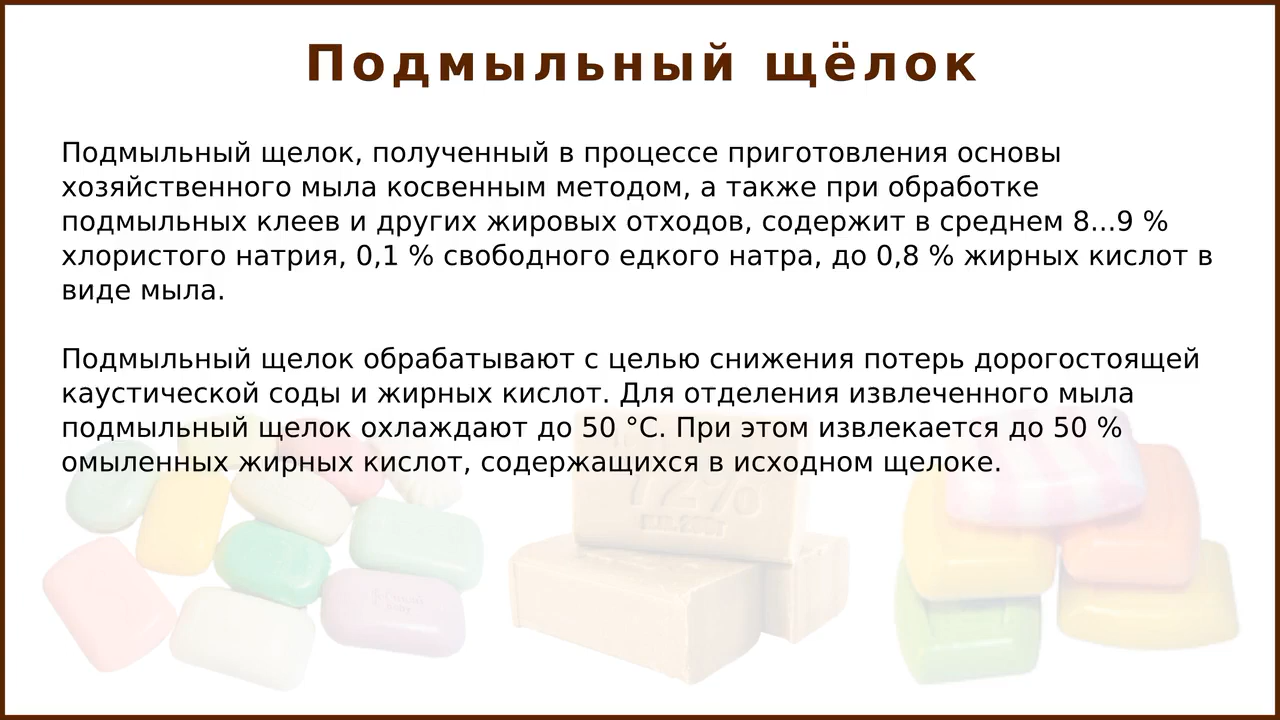 Подмыльный щёлок
Подмыльный щелок, полученный в процессе приготовления основы
хозяйственного мыла косвенным методом, а также при обработке
подмыльных клеев и других жировых отходов, содержит в среднем 8...9 %
хлористого натрия, 0,1 % свободного едкого натра, до 0,8 % жирных кислот в
виде мыла.
Подмыльный щелок обрабатывают с целью снижения потерь дорогостоящей
каустической соды и жирных кислот. Для отделения извлеченного мыла
подмыльный щелок охлаждают до 50 °С. При этом извлекается до 50 %
омыленных жирных кислот, содержащихся в исходном щелоке.
72%